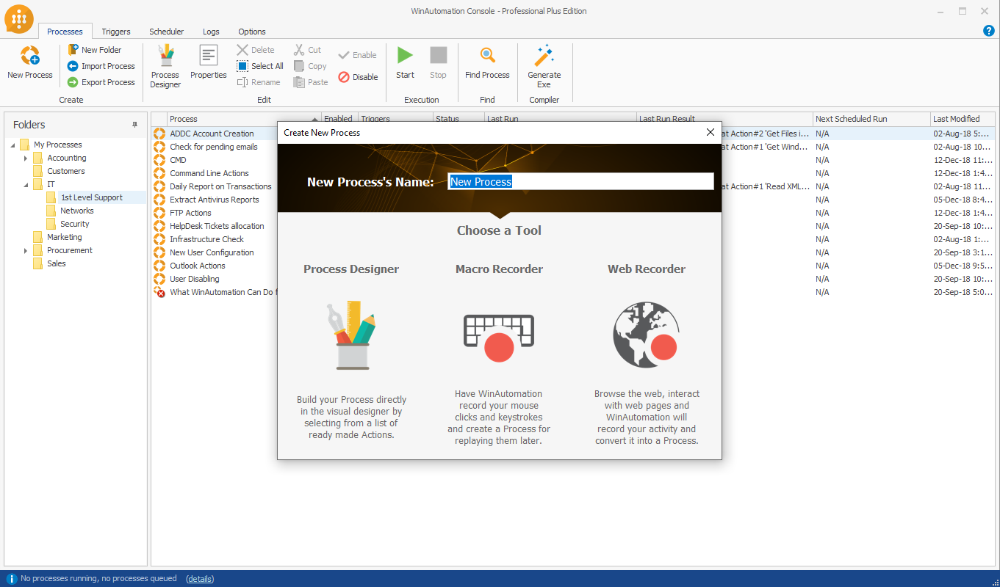 WinAutomation Console - Professional Plus Edition
Processes Triggers Scheduler Logs Options
New Process
New Folder
Import Process
Export Process
Create
Process
Designer
Properties
Delete
Select All
Rename
Cut
Copy
Paste
Enable
Disable
Edit
Start
Stop
Execution
Find Process
Find
Generate
Exe
Compiler
Folders
My Processes
Accounting
Customers
IT
1st Level Support
Networks
Security
Marketing
Procurement
Sales
Process Enabled Triggers Status Last Run Last Run Result Next Scheduled Run Last Modified
ADDC Account Creation at Action#2 'Get Files i... N/A 02-Aug-18 5:...
Check for pending emails at Action#1 'Get Wind... N/A 02-Aug-18 10...
CMD N/A 12-Dec-18 11:...
Command Line Actions N/A 12-Dec-18 1:4...
Daily Report on Transactions at Action#1 'Read XML... N/A 02-Aug-18 11...
Extract Antivirus Reports N/A 05-Dec-18 8:4...
FTP Actions N/A 12-Dec-18 1:4...
HelpDesk Tickets allocation N/A 20-Sep-18 10:...
Infrastructure Check N/A 02-Aug-18 1:...
New User Configuration N/A 20-Sep-18 3:1...
Outlook Actions N/A 05-Dec-18 9:5...
User Disabling N/A 20-Sep-18 10:...
What WinAutomation Can Do f N/A 20-Sep-18 5:0...
Create New Process
New Process's Name: New Process
Choose a Tool
Process Designer
Build your Process directly
in the visual designer by
selecting from a list of
ready made Actions.
Macro Recorder
Have WinAutomation
record your mouse
clicks and keystrokes
and create a Process for
replaying them later.
Web Recorder
Browse the web, interact
with web pages and
WinAutomation will
record your activity and
convert it into a Process.
No processes running, no processes queued (details)